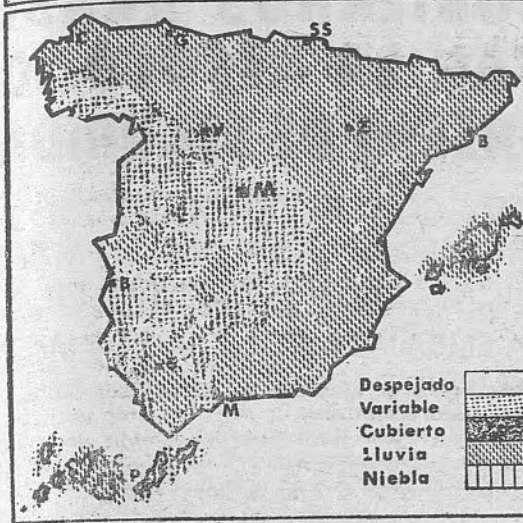 G
SS
V
Z
B
M
B
S
M
P
Despejado
Variable
Cubierto
Lluvia
Niebla